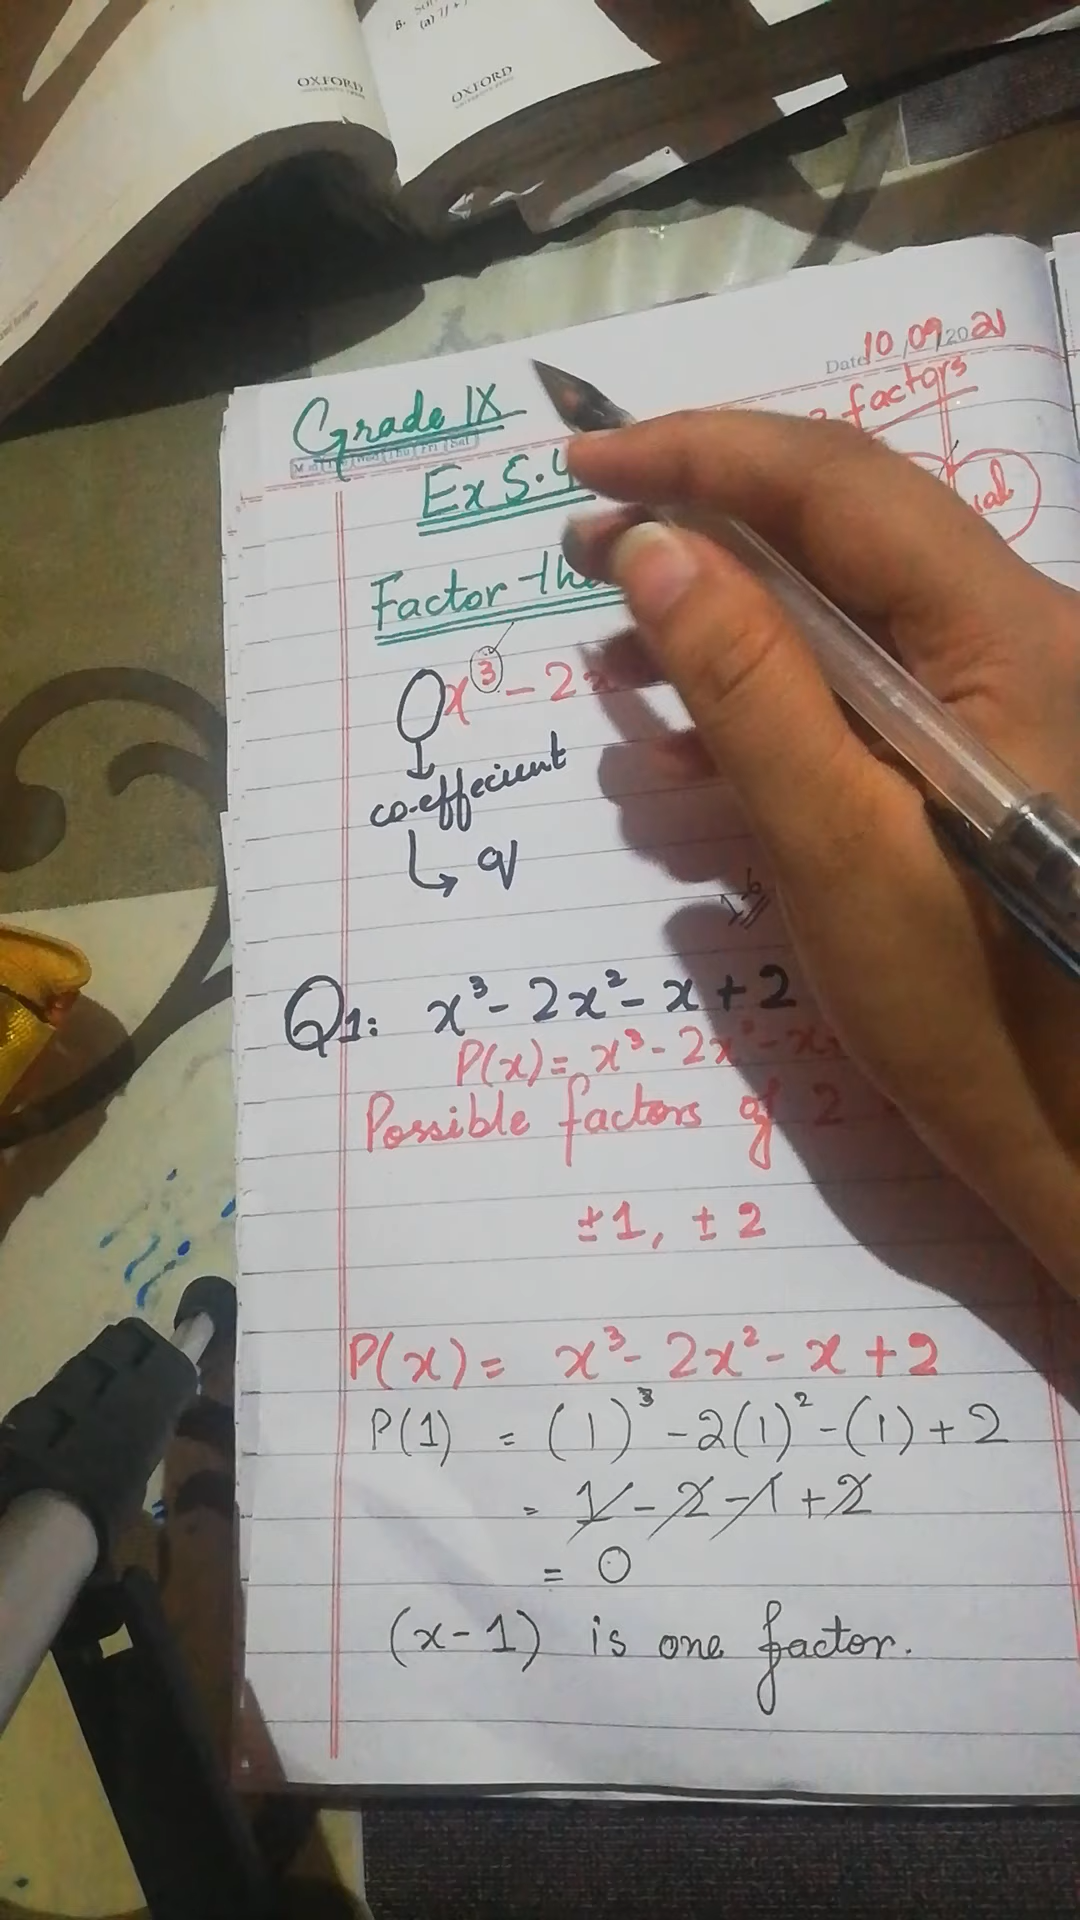 OXFORD
OXFORD
Date 10,09,2021
factors
Grade IX
Ex 5.4
Factor
x³ - 2x
co-effecient
q
Q1: x³- 2x²- x + 2
P(x) = x³- 2x²- x
Possible factors of 2
±1, ±2
P(x) = x³- 2x²- x + 2
P(1) = (1)³ - 2(1)² - (1) + 2
= 1 - 2 - 1 + 2
= 0
(x-1) is one factor.